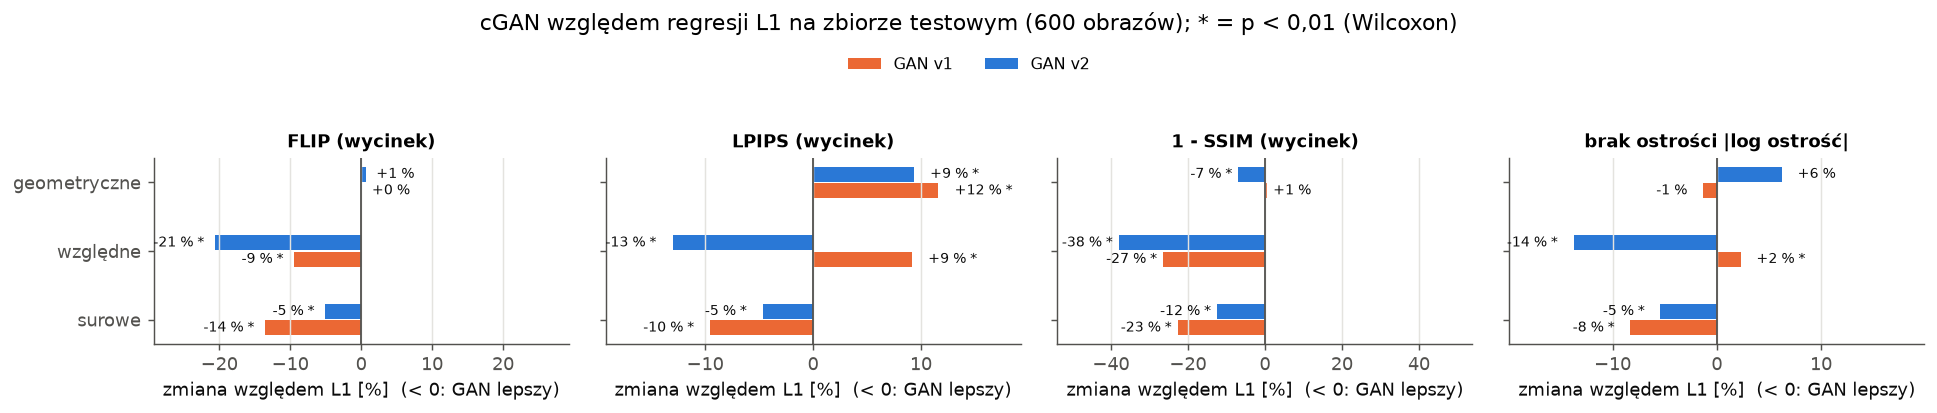 cGAN względem regresji L1 na zbiorze testowym (600 obrazów); * = p < 0,01 (Wilcoxon)
GAN v1
GAN v2
FLIP (wycinek)
geometryczne
względne
surowe
+1 %
+0 %
-21 % *
-9 % *
-5 % *
-14 % *
−20 −10 0 10 20
zmiana względem L1 [%] (< 0: GAN lepszy)
LPIPS (wycinek)
+9 % *
+12 % *
-13 % *
+9 % *
-5 % *
-10 % *
−10 0 10
zmiana względem L1 [%] (< 0: GAN lepszy)
1 - SSIM (wycinek)
-7 % *
+1 %
-38 % *
-27 % *
-12 % *
-23 % *
−40 −20 0 20 40
zmiana względem L1 [%] (< 0: GAN lepszy)
brak ostrości |log ostrość|
+6 %
-1 %
-14 % *
+2 % *
-5 % *
-8 % *
−10 0 10
zmiana względem L1 [%] (< 0: GAN lepszy)